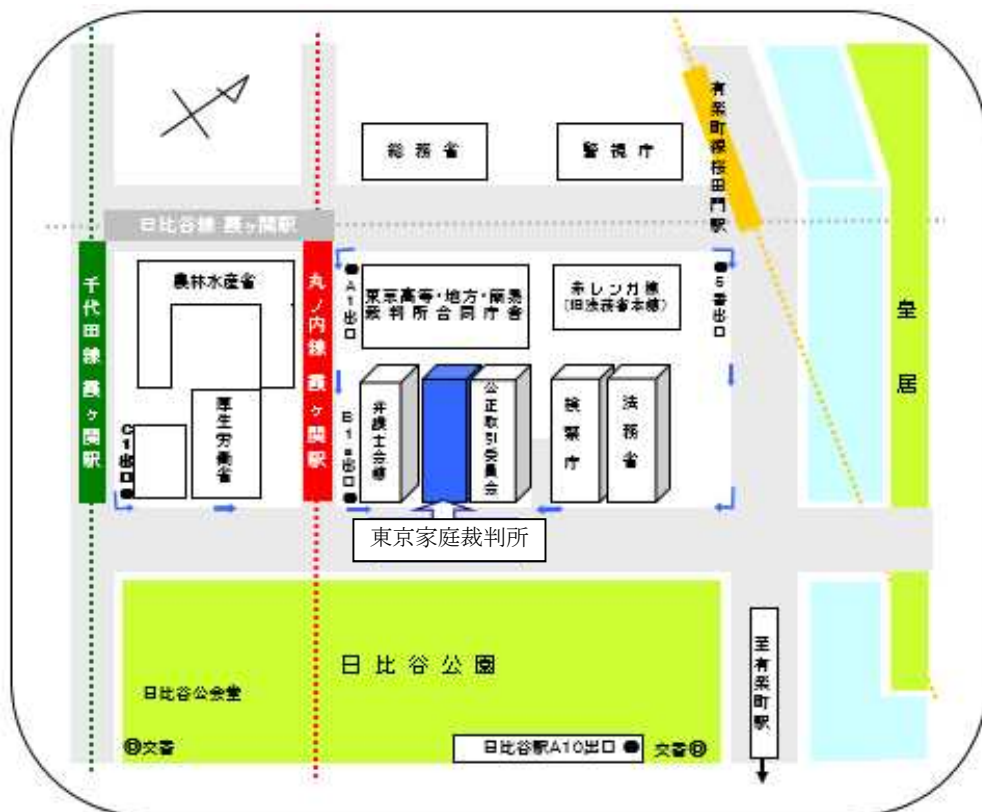 総務省
警視庁
有楽町線桜田門駅
日比谷線 霞ヶ関駅
千代田線 霞ヶ関駅
丸ノ内線 霞ヶ関駅
農林水産省
A1出口
東京高等・地方・簡易
裁判所合同庁舎
赤レンガ棟
(旧法務省本館)
5番出口
皇居
厚生労働省
C1出口
B1a出口
弁護士会館
公正取引委員会
検察庁
法務省
東京家庭裁判所
日比谷公園
日比谷公会堂
交番
日比谷駅A10出口
交番
至有楽町駅